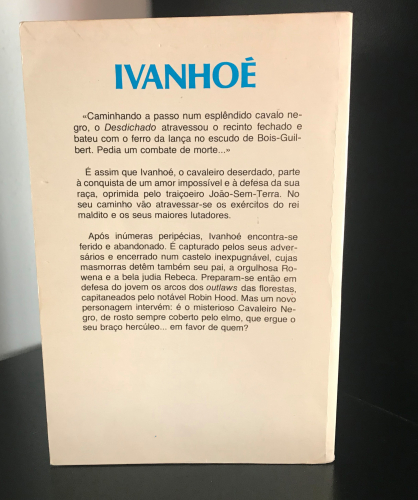 IVANHOÉ
«Caminhando a passo num esplêndido cavalo ne-
gro, o Desdichado atravessou o recinto fechado e
bateu com o ferro da lança no escudo de Bois-Guil-
bert. Pedia um combate de morte...»
É assim que Ivanhoé, o cavaleiro deserdado, parte
à conquista de um amor impossível e à defesa da sua
raça, oprimida pelo traiçoeiro João-Sem-Terra. No
seu caminho vão atravessar-se os exércitos do rei
maldito e os seus maiores lutadores.
Após inúmeras peripécias, Ivanhoé encontra-se
ferido e abandonado. É capturado pelos seus adver-
sários e encerrado num castelo inexpugnável, cujas
masmorras detêm também seu pai, a orgulhosa Ro-
wena e a bela judia Rebeca. Preparam-se então em
defesa do jovem os arcos dos outlaws das florestas,
capitaneados pelo notável Robin Hood. Mas um novo
personagem intervém: é o misterioso Cavaleiro Ne-
gro, de rosto sempre coberto pelo elmo, que ergue o
seu braço hercúleo... em favor de quem?